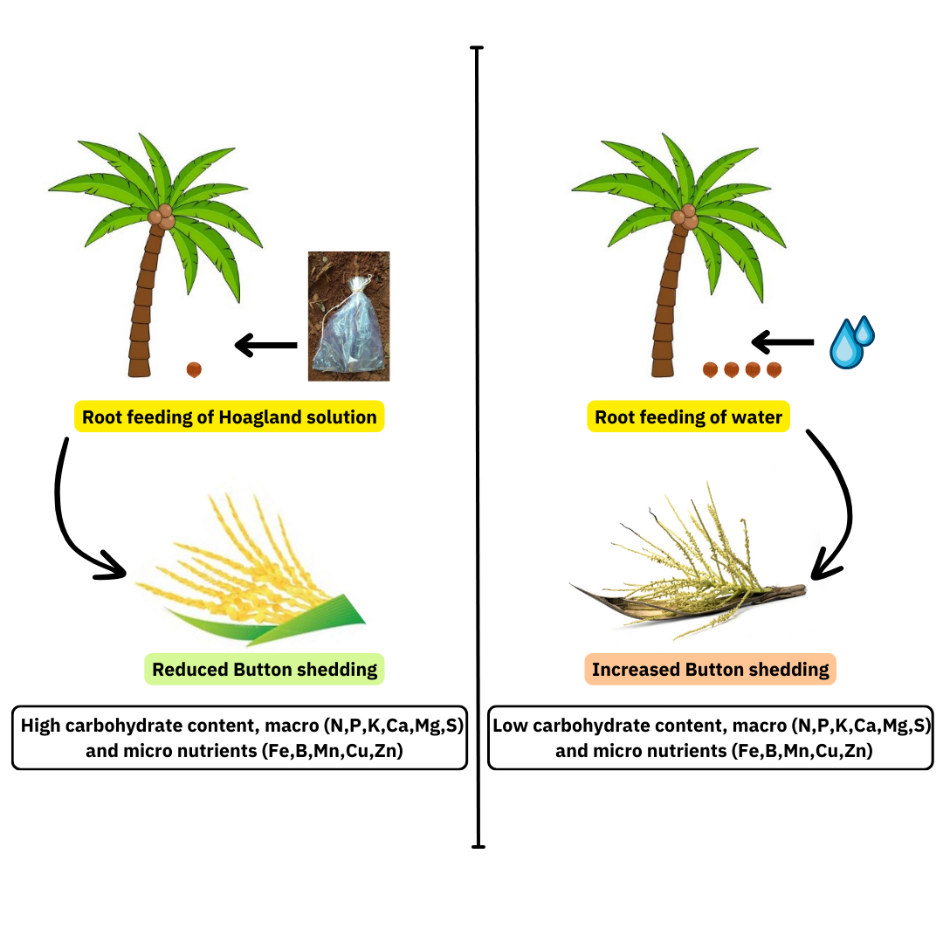 Root feeding of Hoagland solution
Root feeding of water
Reduced Button shedding
Increased Button shedding
High carbohydrate content, macro (N,P,K,Ca,Mg,S)
and micro nutrients (Fe,B,Mn,Cu,Zn)
Low carbohydrate content, macro (N,P,K,Ca,Mg,S)
and micro nutrients (Fe,B,Mn,Cu,Zn)